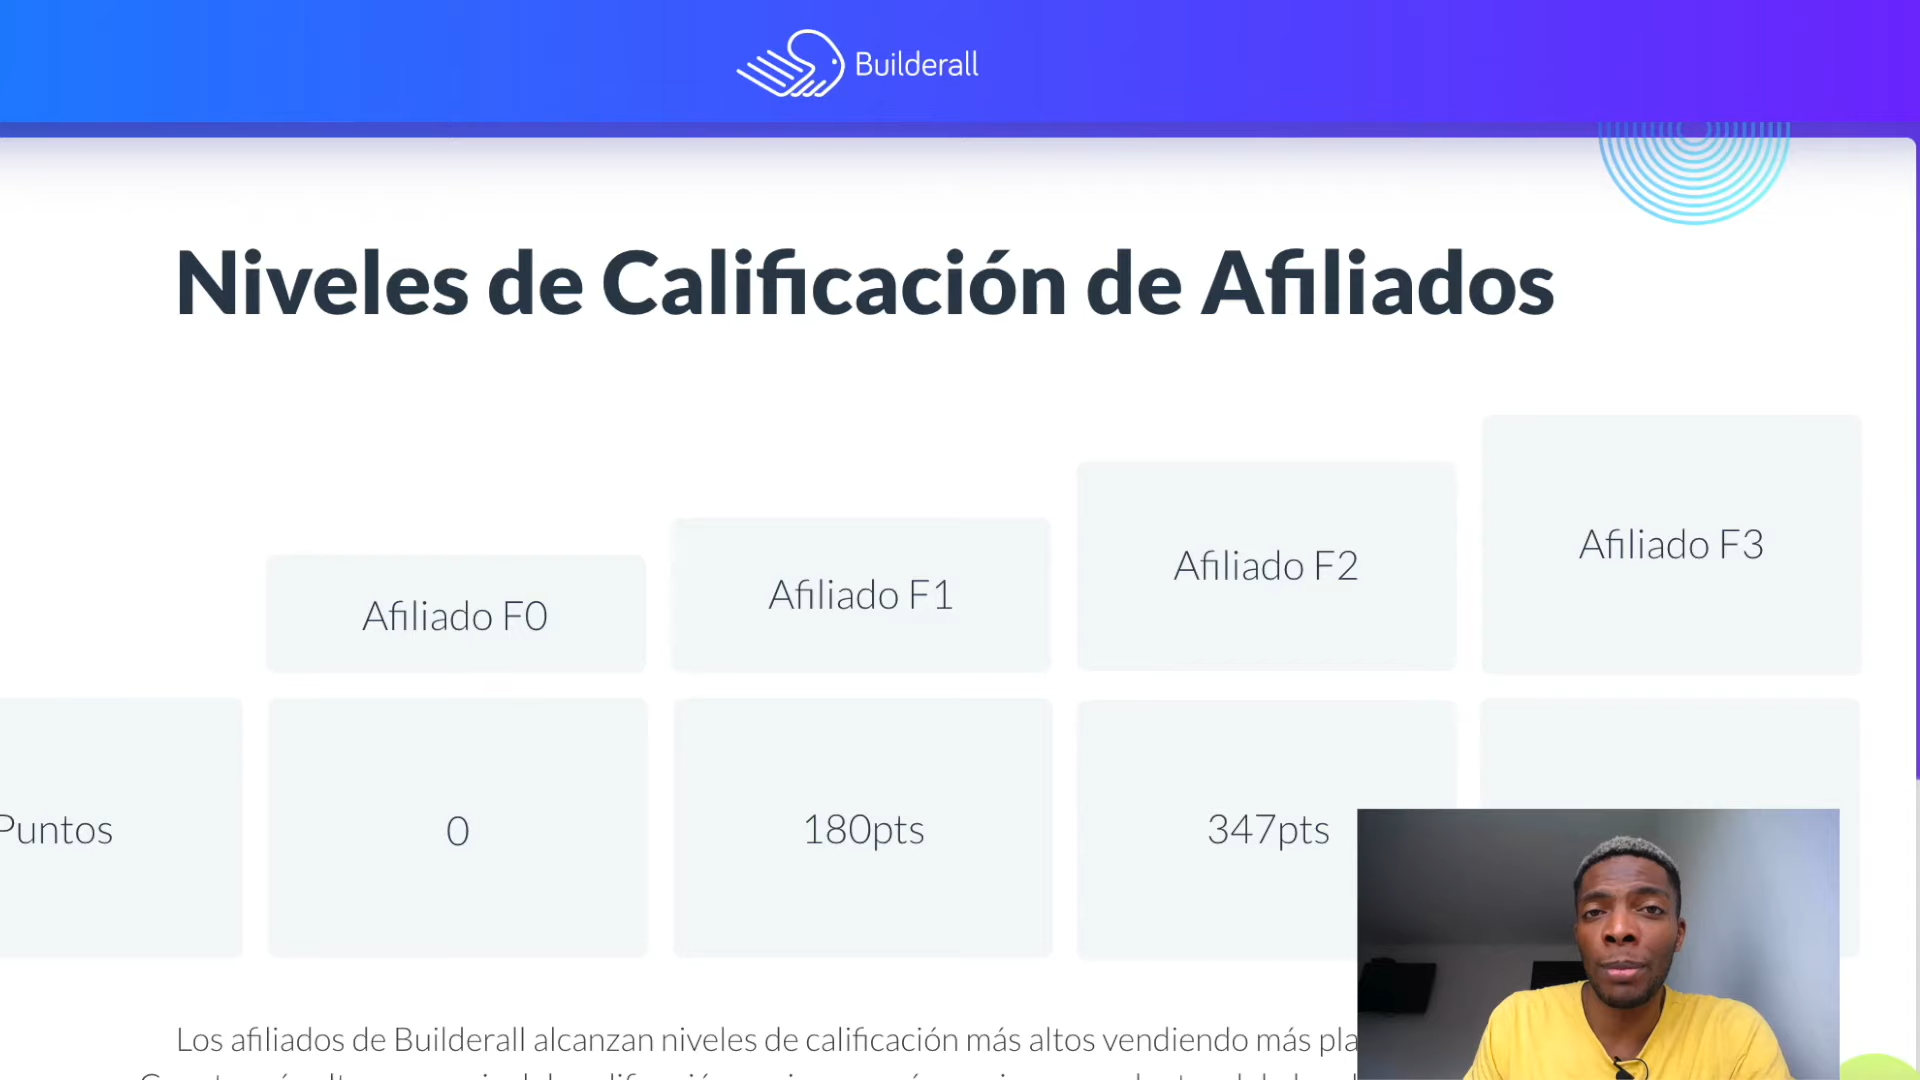 Builderall
Niveles de Calificación de Afiliados
Afiliado F0
Afiliado F1
Afiliado F2
Afiliado F3
Puntos
0
180pts
347pts
Los afiliados de Builderall alcanzan niveles de calificación más altos vendiendo más